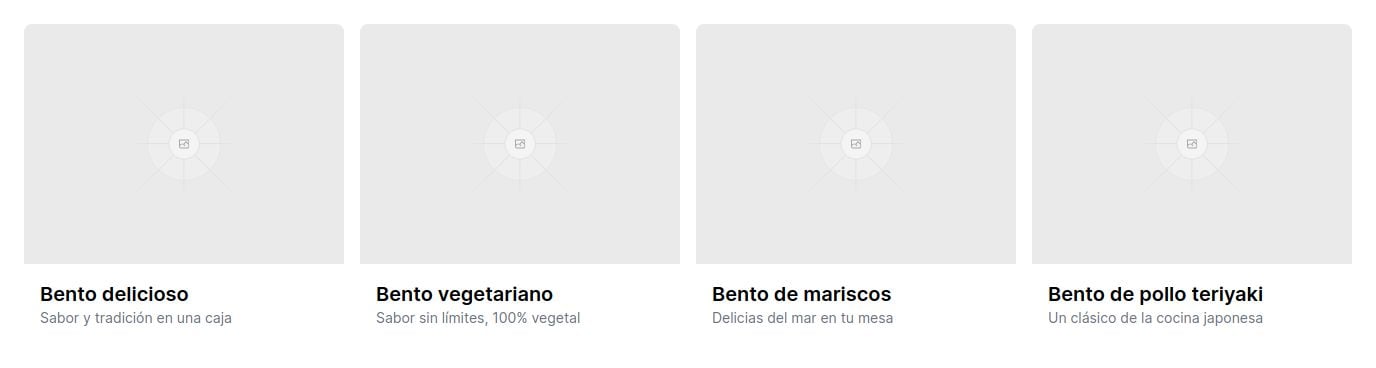 Bento delicioso
Sabor y tradición en una caja
Bento vegetariano
Sabor sin límites, 100% vegetal
Bento de mariscos
Delicias del mar en tu mesa
Bento de pollo teriyaki
Un clásico de la cocina japonesa